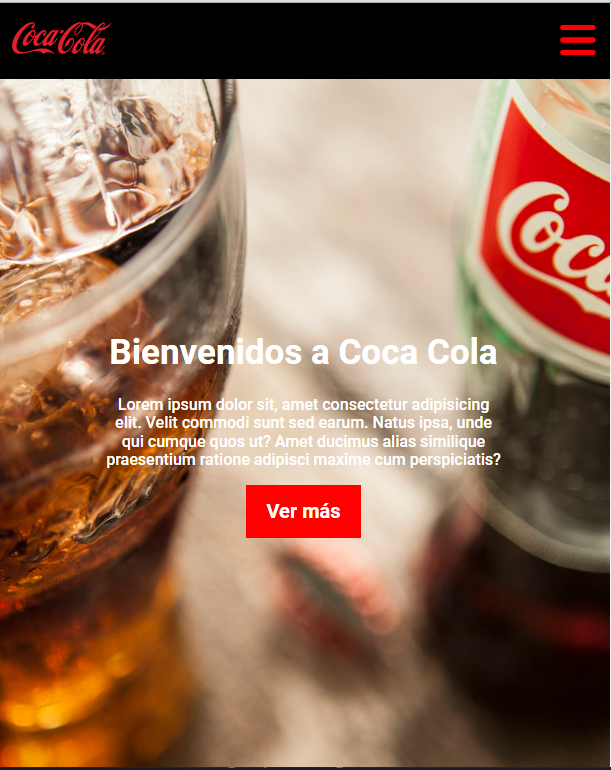 Coca-Cola
Coca
Bienvenidos a Coca Cola
Lorem ipsum dolor sit, amet consectetur adipisicing
elit. Velit commodi sunt sed earum. Natus ipsa, unde
qui cumque quos ut? Amet ducimus alias similique
praesentium ratione adipisci maxime cum perspiciatis?
Ver más